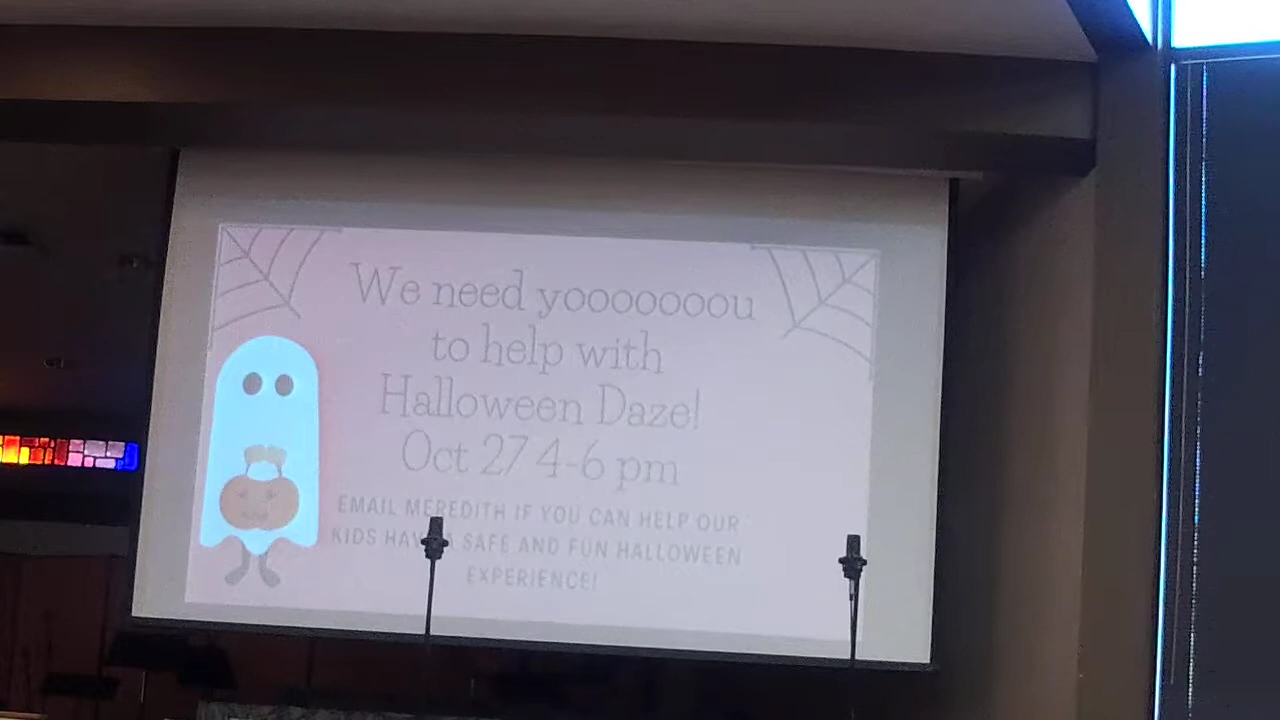 We need yooooooou
to help with
Halloween Daze!
Oct 27 4-6 pm
EMAIL MEREDITH IF YOU CAN HELP OUR
KIDS HAVE A SAFE AND FUN HALLOWEEN
EXPERIENCE!